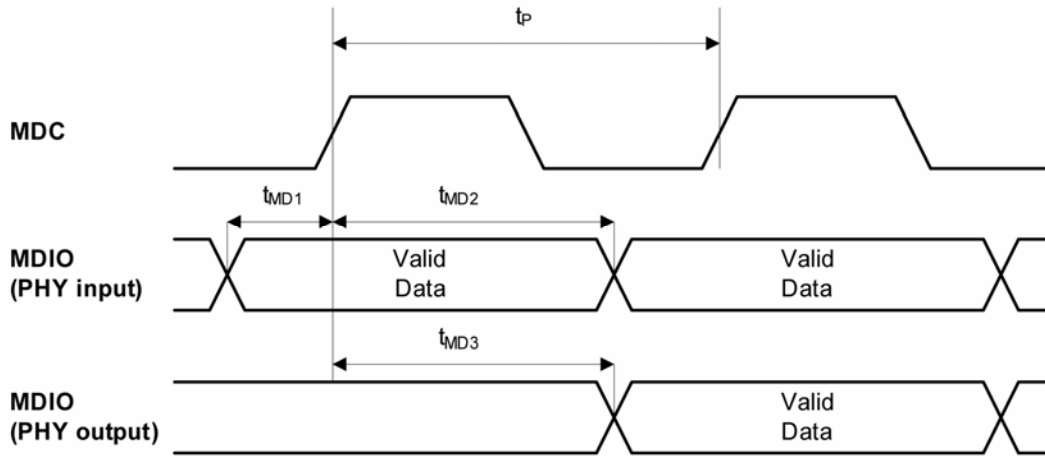 tP
MDC
tMD1
tMD2
MDIO
(PHY input)
Valid
Data
Valid
Data
tMD3
MDIO
(PHY output)
Valid
Data